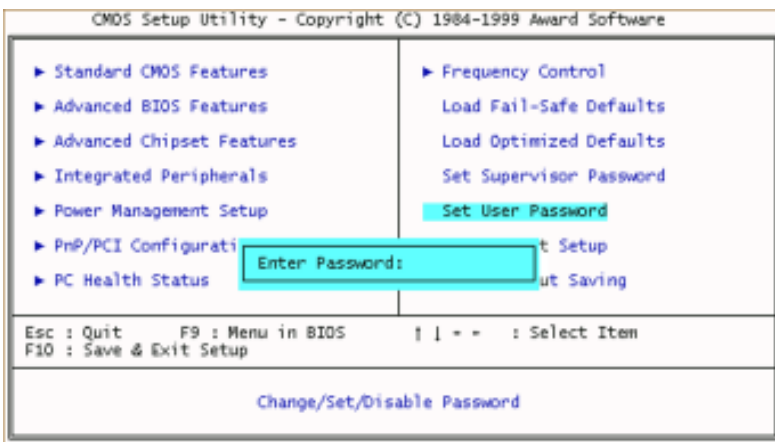 CMOS Setup Utility - Copyright (C) 1984-1999 Award Software
▶ Standard CMOS Features
▶ Advanced BIOS Features
▶ Advanced Chipset Features
▶ Integrated Peripherals
▶ Power Management Setup
▶ PnP/PCI Configurati
▶ PC Health Status
▶ Frequency Control
Load Fail-Safe Defaults
Load Optimized Defaults
Set Supervisor Password
Set User Password
t Setup
ut Saving
Enter Password:
Esc : Quit F9 : Menu in BIOS ↑ ↓ - - : Select Item
F10 : Save & Exit Setup
Change/Set/Disable Password